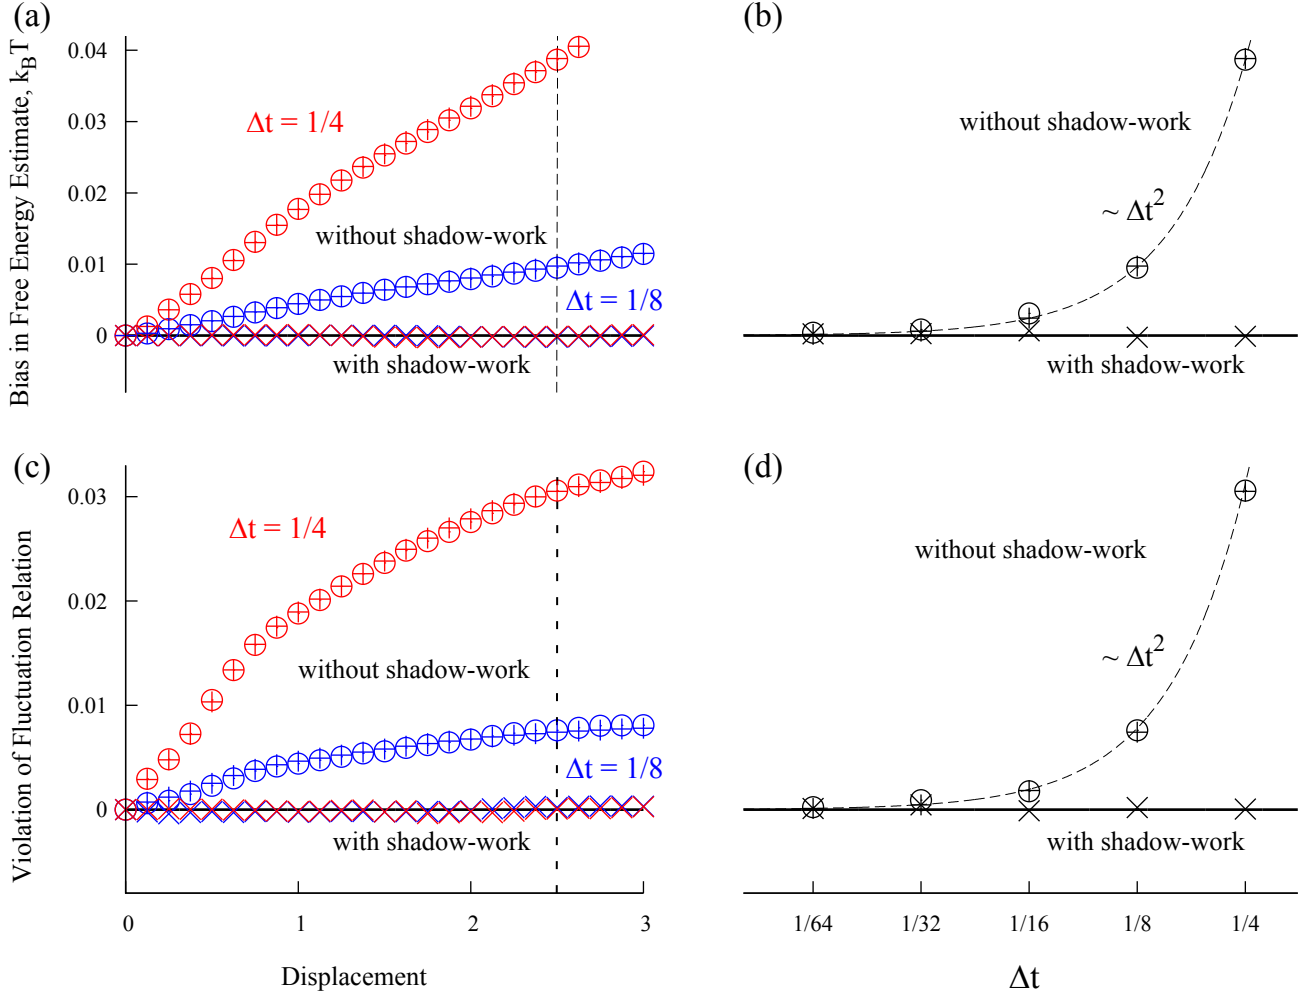 (a)
Bias in Free Energy Estimate, k_BT
0.04
0.03
0.02
0.01
0
Δt = 1/4
without shadow-work
Δt = 1/8
with shadow-work
(b)
without shadow-work
~ Δt²
with shadow-work
(c)
Violation of Fluctuation Relation
0.03
0.02
0.01
0
Δt = 1/4
without shadow-work
Δt = 1/8
with shadow-work
0 1 2 3
Displacement
(d)
without shadow-work
~ Δt²
with shadow-work
1/64 1/32 1/16 1/8 1/4
Δt